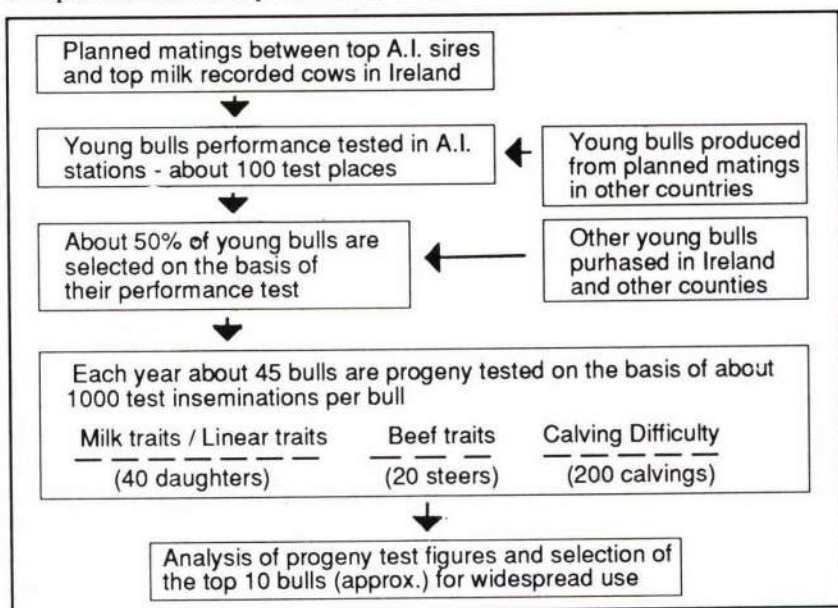 Planned matings between top A.I. sires
and top milk recorded cows in Ireland
Young bulls performance tested in A.I.
stations - about 100 test places
Young bulls produced
from planned matings
in other countries
About 50% of young bulls are
selected on the basis of
their performance test
Other young bulls
purhased in Ireland
and other counties
Each year about 45 bulls are progeny tested on the basis of about
1000 test inseminations per bull
Milk traits / Linear traits Beef traits Calving Difficulty
(40 daughters) (20 steers) (200 calvings)
Analysis of progeny test figures and selection of
the top 10 bulls (approx.) for widespread use